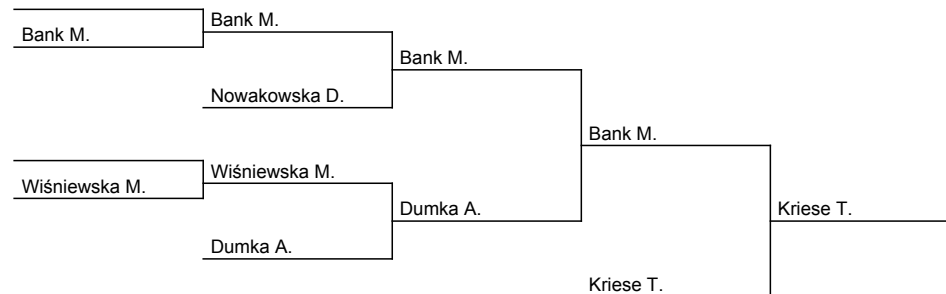 Bank M.
Bank M.
Bank M.
Nowakowska D.
Bank M.
Wiśniewska M.
Wiśniewska M.
Dumka A.
Kriese T.
Dumka A.
Kriese T.